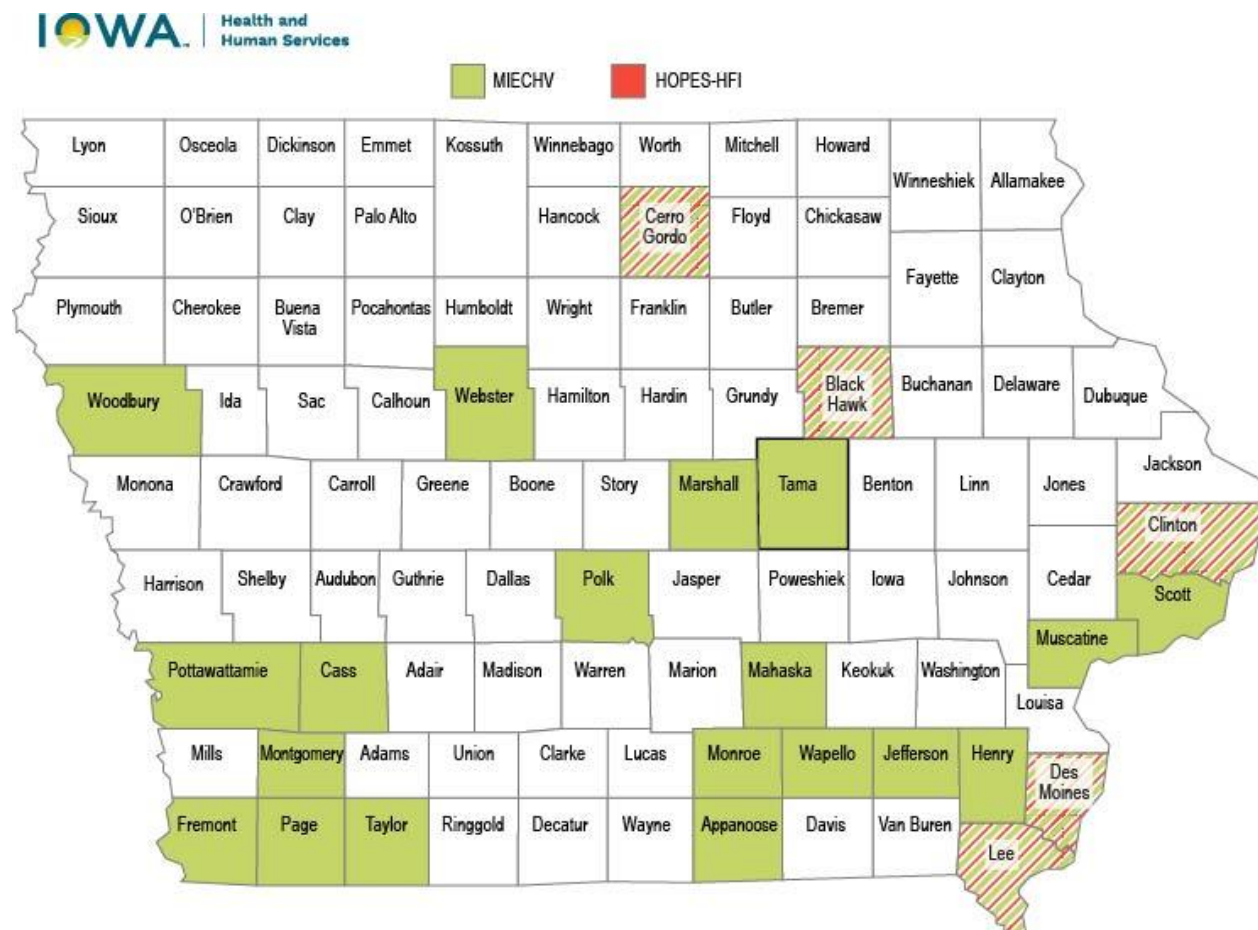 IOWA
Health and
Human Services
MIECHV HOPES-HFI
Lyon Osceola Dickinson Emmet Kossuth Winnebago Worth Mitchell Howard
Winneshiek Allamakee
Sioux O'Brien Clay Palo Alto Hancock Cerro
Gordo Floyd Chickasaw
Fayette Clayton
Plymouth Cherokee Buena
Vista Pocahontas Humboldt Wright Franklin Butler Bremer
Woodbury Ida Sac Calhoun Webster Hamilton Hardin Grundy Black
Hawk Buchanan Delaware Dubuque
Monona Crawford Carroll Greene Boone Story Marshall Tama Benton Linn Jones Jackson
Clinton
Harrison Shelby Audubon Guthrie Dallas Polk Jasper Poweshiek Iowa Johnson Cedar Scott
Muscatine
Pottawattamie Cass Adair Madison Warren Marion Mahaska Keokuk Washington
Louisa
Mills Montgomery Adams Union Clarke Lucas Monroe Wapello Jefferson Henry Des
Moines
Fremont Page Taylor Ringgold Decatur Wayne Appanoose Davis Van Buren
Lee